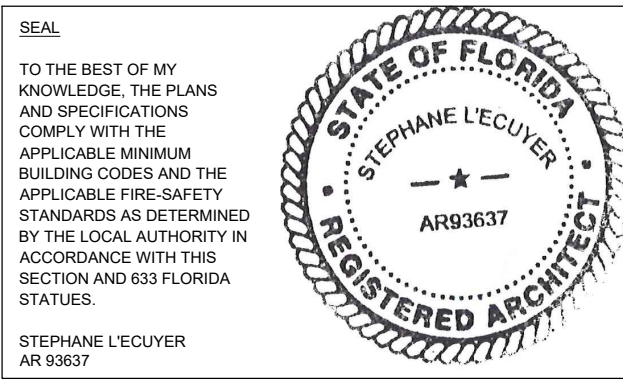 SEAL
TO THE BEST OF MY
KNOWLEDGE, THE PLANS
AND SPECIFICATIONS
COMPLY WITH THE
APPLICABLE MINIMUM
BUILDING CODES AND THE
APPLICABLE FIRE-SAFETY
STANDARDS AS DETERMINED
BY THE LOCAL AUTHORITY IN
ACCORDANCE WITH THIS
SECTION AND 633 FLORIDA
STATUES.
STEPHANE L'ECUYER
AR 93637
STATE OF FLORIDA
STEPHANE L'ECUYER
AR93637
REGISTERED ARCHITECT